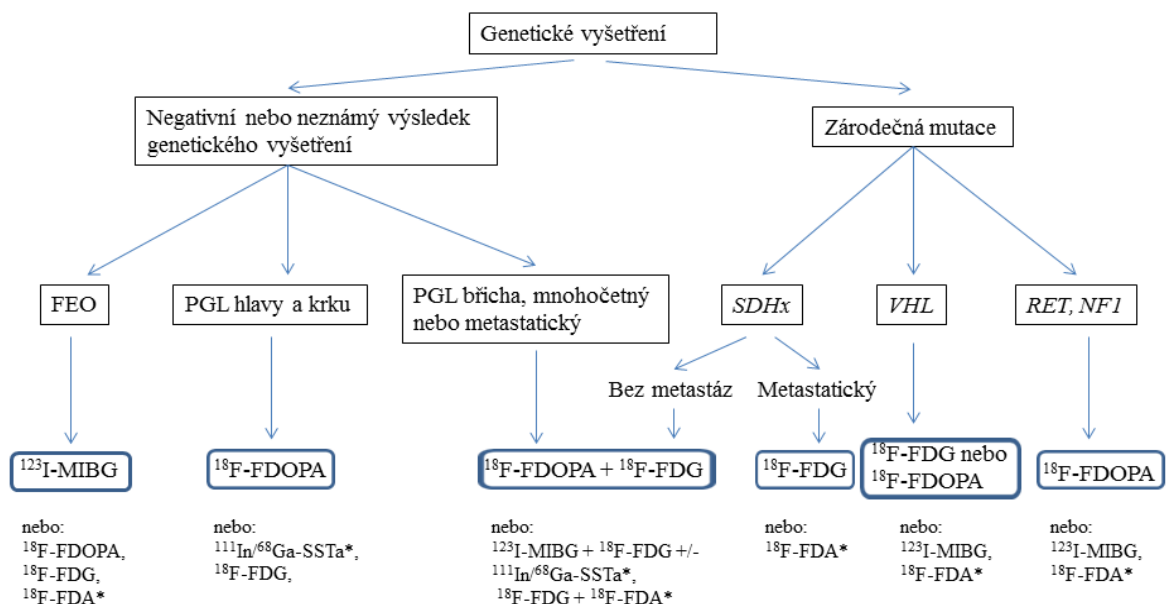 Genetické vyšetření
Negativní nebo neznámý výsledek
genetického vyšetření
Zárodečná mutace
FEO
PGL hlavy a krku
PGL břicha, mnohočetný
nebo metastatický
SDHx
VHL
RET, NF1
Bez metastáz
Metastatický
¹²³I-MIBG
¹⁸F-FDOPA
¹⁸F-FDOPA + ¹⁸F-FDG
¹⁸F-FDG
¹⁸F-FDG nebo
¹⁸F-FDOPA
¹⁸F-FDOPA
nebo:
¹⁸F-FDOPA,
¹⁸F-FDG,
¹⁸F-FDA*
nebo:
¹¹¹In/⁶⁸Ga-SSTa*,
¹⁸F-FDG,
nebo:
¹²³I-MIBG + ¹⁸F-FDG +/-
¹¹¹In/⁶⁸Ga-SSTa*,
¹⁸F-FDG + ¹⁸F-FDA*
nebo:
¹⁸F-FDA*
nebo:
¹²³I-MIBG,
¹⁸F-FDA*
nebo:
¹²³I-MIBG,
¹⁸F-FDA*